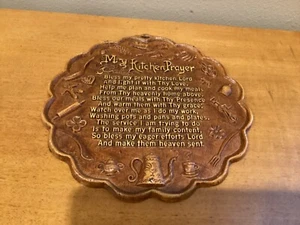 My Kitchen Prayer
Bless my pretty kitchen Lord
And light it with Thy Love;
Help me plan and cook my meals
From Thy heavenly home above;
Bless our meals with Thy Presence
And warm them with Thy grace;
Watch over me as I do my work,
Washing pots and pans and plates;
The service I am trying to do
Is to make my family content,
So bless my eager efforts Lord
And make them heaven sent.